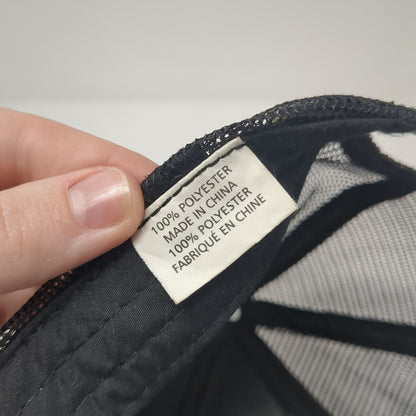 100% POLYESTER
MADE IN CHINA
100% POLYESTER
FABRIQUÉ EN CHINE